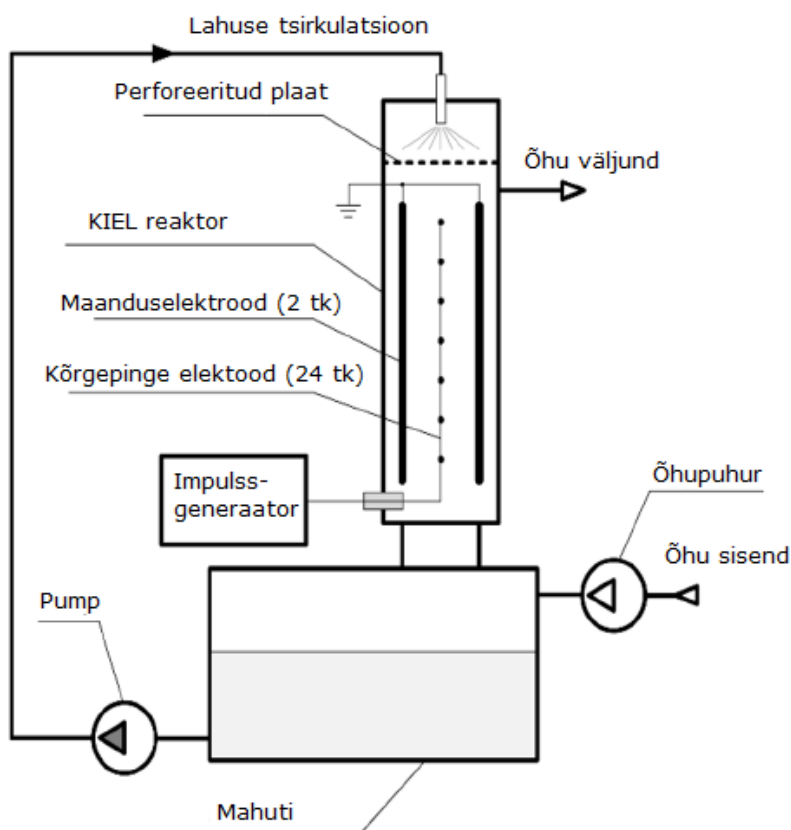 Lahuse tsirkulatsioon
Perforeeritud plaat
Õhu väljund
KIEL reaktor
Maanduselektrood (2 tk)
Kõrgepinge elektood (24 tk)
Impulss-
generaator
Õhupuhur
Õhu sisend
Pump
Mahuti